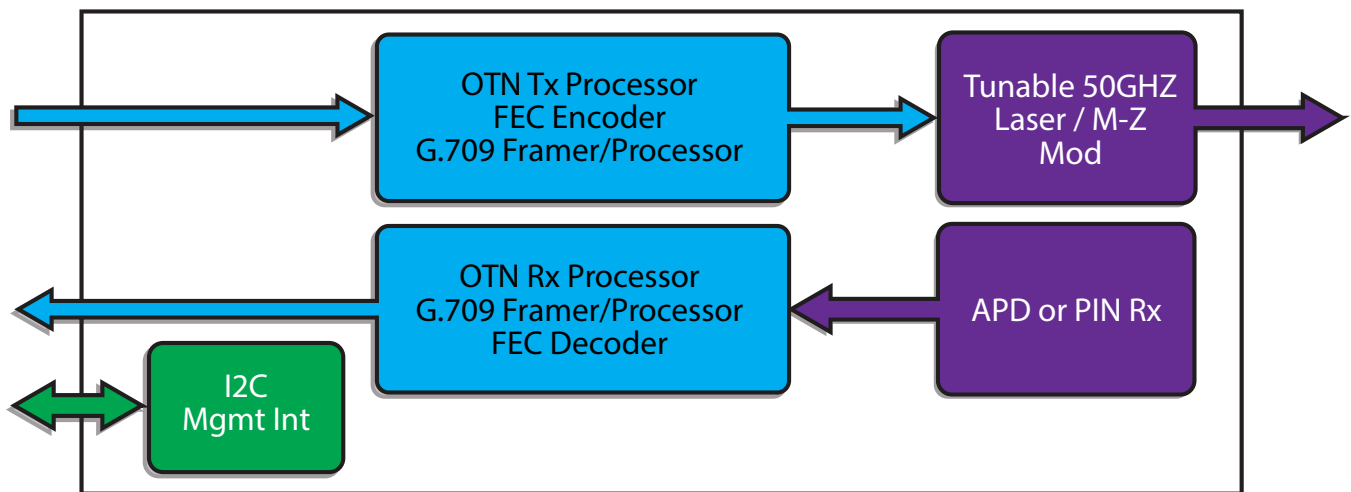 OTN Tx Processor
FEC Encoder
G.709 Framer/Processor
Tunable 50GHZ
Laser / M-Z
Mod
OTN Rx Processor
G.709 Framer/Processor
FEC Decoder
APD or PIN Rx
I2C
Mgmt Int